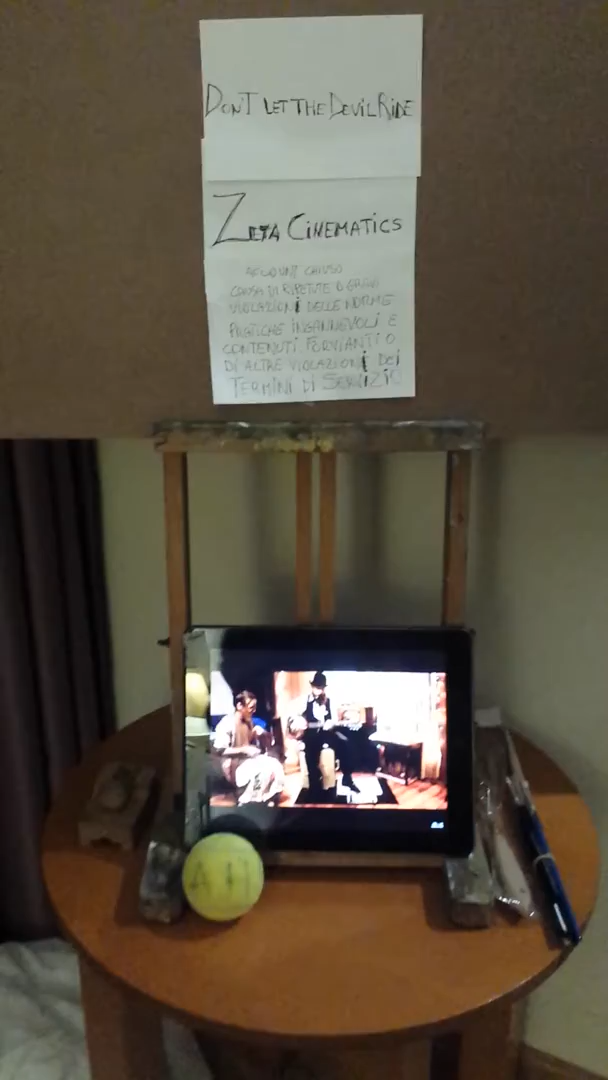 DON'T LET THE DEVIL RIDE
ZETA CINEMATICS
CHIUSO
CAUSA DI RIPETUTE O GRAVI
VIOLAZIONI DELLE NORME
PRATICHE INGANNEVOLI E
CONTENUTI FORVIANTI O
DI ALTRE VIOLAZIONI DEI
TERMINI DI SERVIZIO
A H